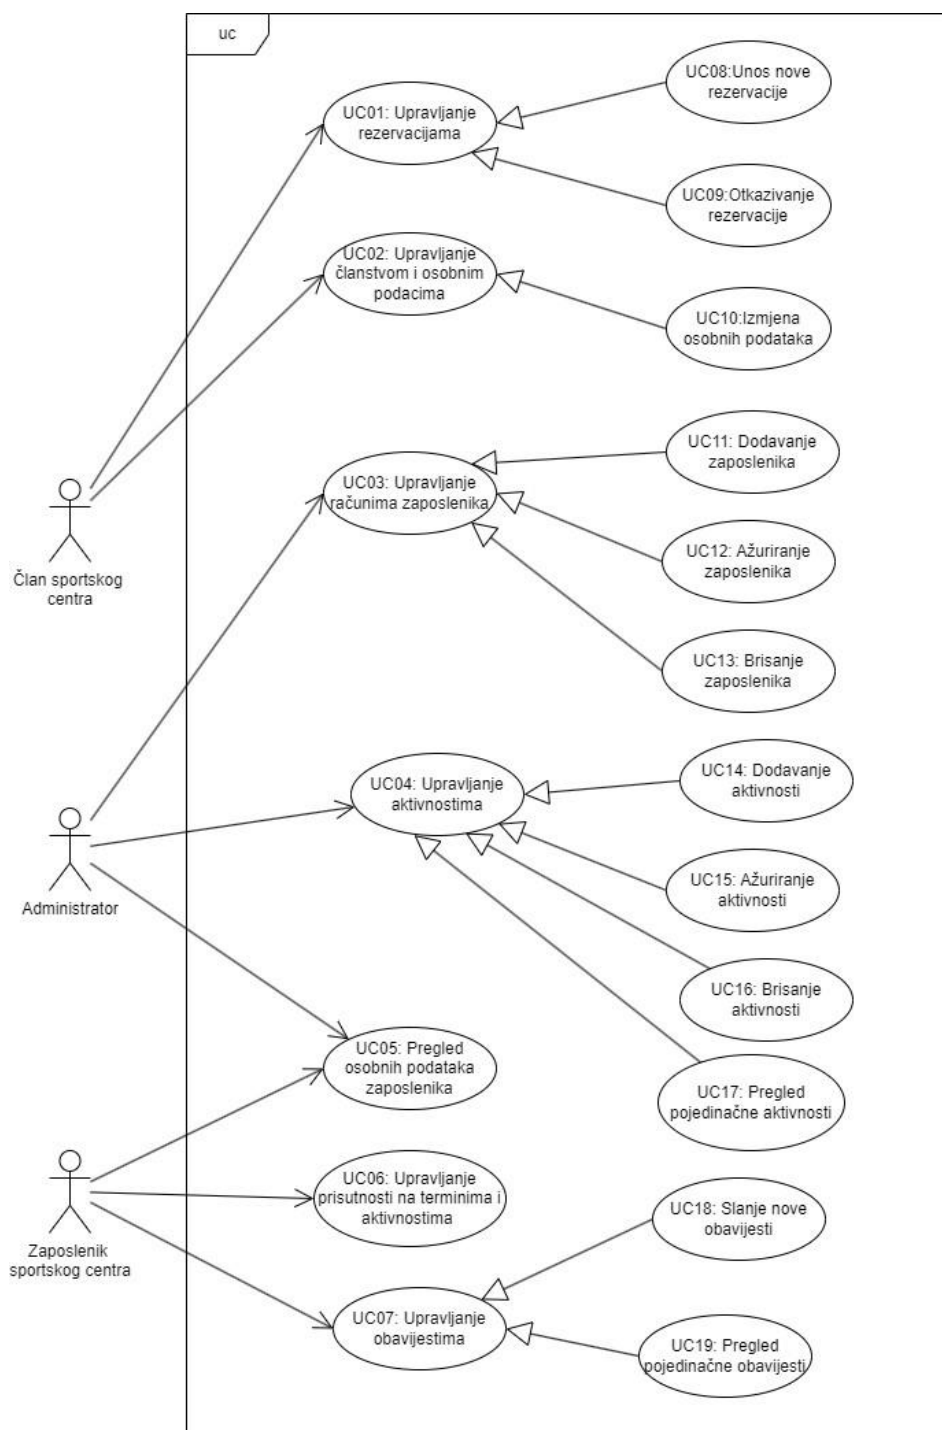 uc
UC01: Upravljanje
rezervacijama
UC08:Unos nove
rezervacije
UC09:Otkazivanje
rezervacije
UC02: Upravljanje
članstvom i osobnim
podacima
UC10:Izmjena
osobnih podataka
UC03: Upravljanje
računima zaposlenika
UC11: Dodavanje
zaposlenika
UC12: Ažuriranje
zaposlenika
UC13: Brisanje
zaposlenika
Član sportskog
centra
UC04: Upravljanje
aktivnostima
UC14: Dodavanje
aktivnosti
UC15: Ažuriranje
aktivnosti
UC16: Brisanje
aktivnosti
UC17: Pregled
pojedinačne aktivnosti
Administrator
UC05: Pregled
osobnih podataka
zaposlenika
UC06: Upravljanje
prisutnosti na terminima i
aktivnostima
UC18: Slanje nove
obavijesti
Zaposlenik
sportskog centra
UC07: Upravljanje
obavijestima
UC19: Pregled
pojedinačne obavijesti